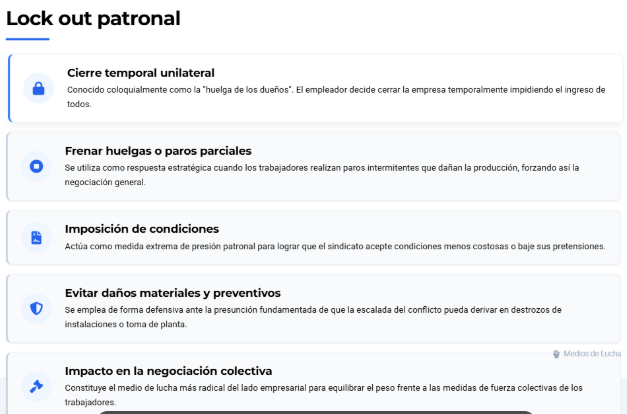 Lock out patronal
Cierre temporal unilateral
Conocido coloquialmente como la "huelga de los dueños". El empleador decide cerrar la empresa temporalmente impidiendo el ingreso de
todos.
Frenar huelgas o paros parciales
Se utiliza como respuesta estratégica cuando los trabajadores realizan paros intermitentes que dañan la producción, forzando así la
negociación general.
Imposición de condiciones
Actúa como medida extrema de presión patronal para lograr que el sindicato acepte condiciones menos costosas o baje sus pretensiones.
Evitar daños materiales y preventivos
Se emplea de forma defensiva ante la presunción fundamentada de que la escalada del conflicto pueda derivar en destrozos de
instalaciones o toma de planta.
Medios de Lucha
Impacto en la negociación colectiva
Constituye el medio de lucha más radical del lado empresarial para equilibrar el peso frente a las medidas de fuerza colectivas de los
trabajadores.